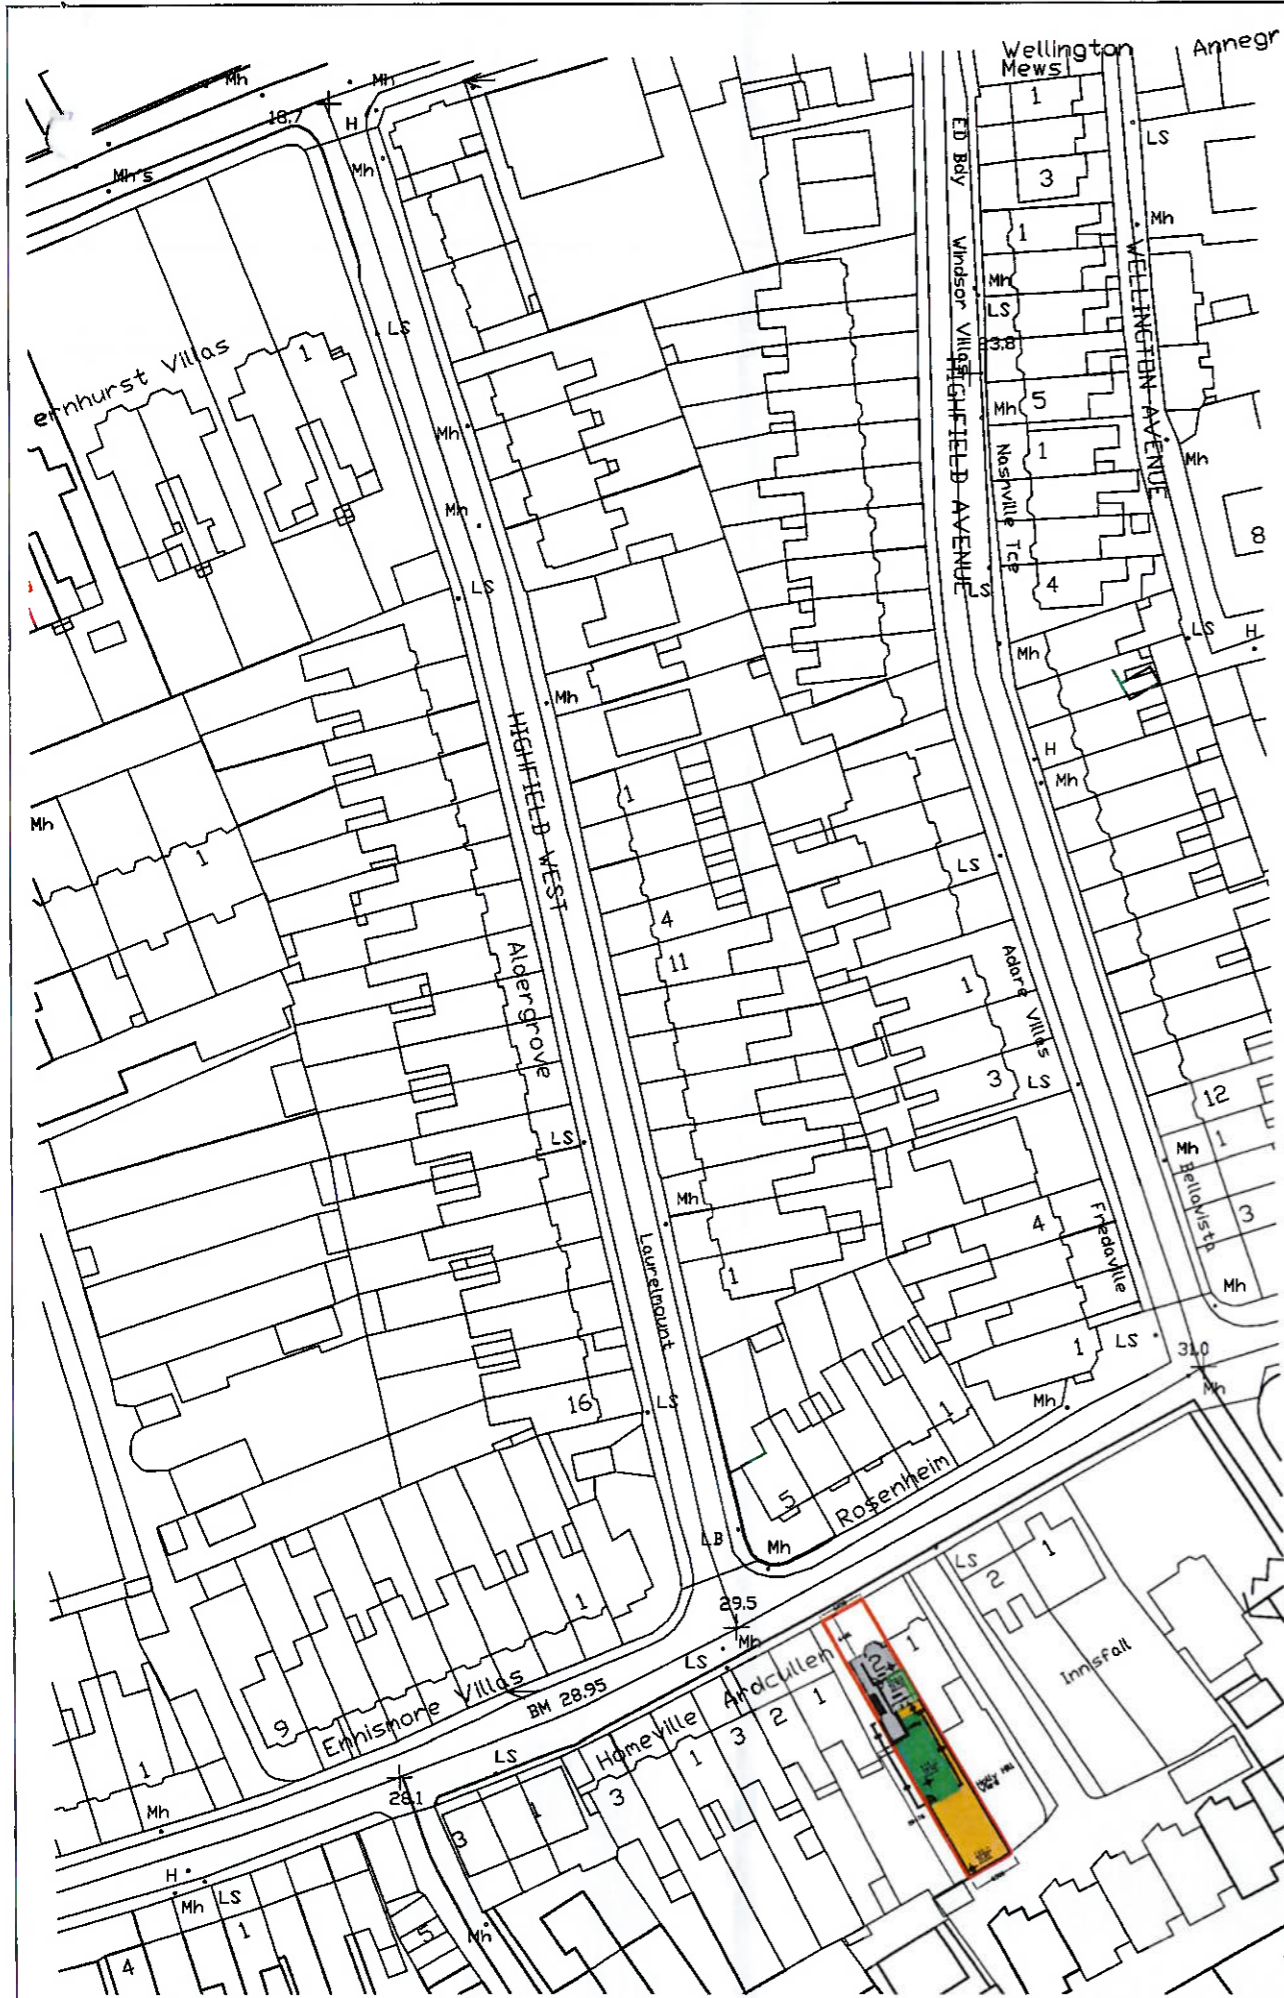 Wellington
Mews
Annegr
Mh
Mh
18.7
H
Mh
Mh's
1
ED Bdy
LS
3
Mh
1
Windsor Villas
WELLINGTON AVENUE
Mh
LS
LS
3.8
ernhurst Villas
1
HIGHFIELD AVENUE
Mh
5
Mh
Nashville Tce
1
Mh
Mh
8
LS
LS
4
LS
H
Mh
Mh
HIGHFIELD WEST
H
Mh
1
Mh
1
LS
4
11
Aldergrove
Adare Villas
1
3
LS
12
LS
Mh
1
Bellavista
Mh
Fredaville
4
3
Laurelmount
1
Mh
1
LS
31.0
Mh
16
LS
Mh
1
5
Rosenheim
LB
Mh
LS
2
1
29.5
Mh
1
Innisfall
LS
Ardcullen
2
1
Ennismore Villas
9
BM 28.95
Homeville
1
2
3
1
LS
3
1
28.1
1
3
Mh
H
Mh
LS
1
5
Mh
4